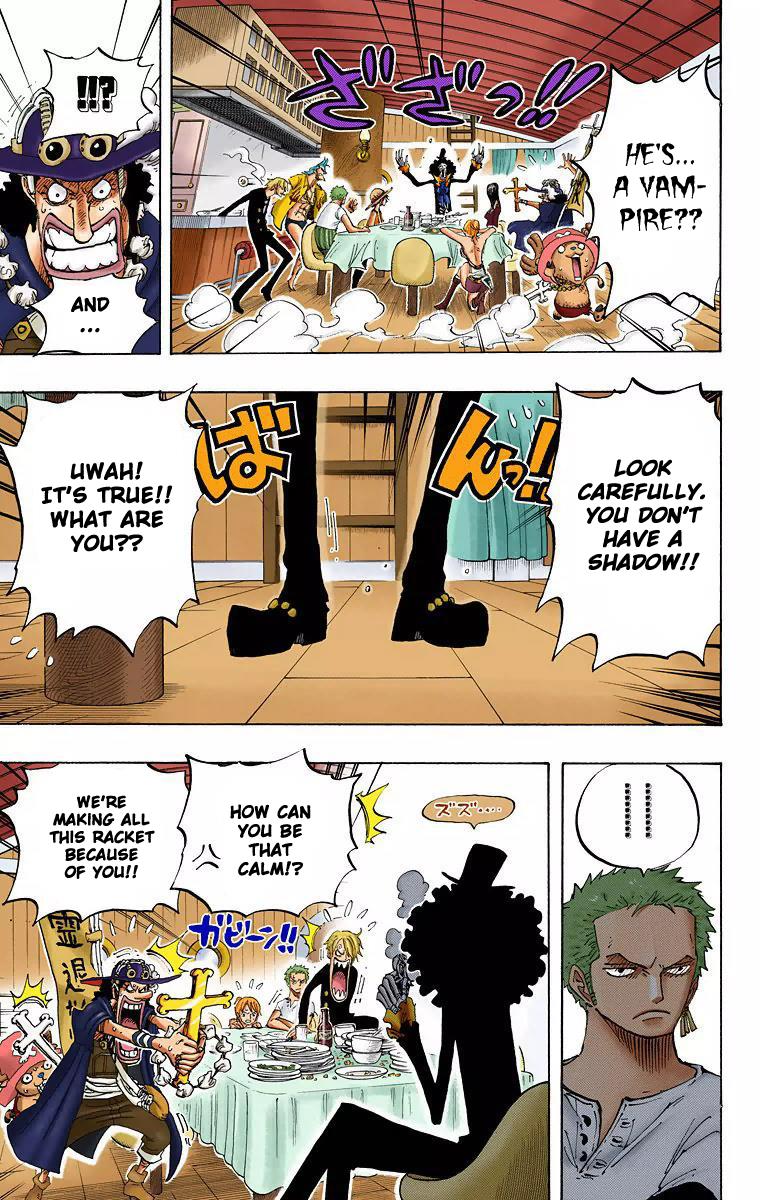 HE'S...
A VAM-
PIRE??
ざざっ!!
!!?
AND
...
LOOK
CAREFULLY.
YOU DON'T
HAVE A
SHADOW!!
ばんっ!!
UWAH!
IT'S TRUE!!
WHAT ARE
YOU??
!!
ズズ....
HOW CAN
YOU BE
THAT
CALM!?
WE'RE
MAKING ALL
THIS RACKET
BECAUSE
OF YOU!!
ガビーン!!
霊退